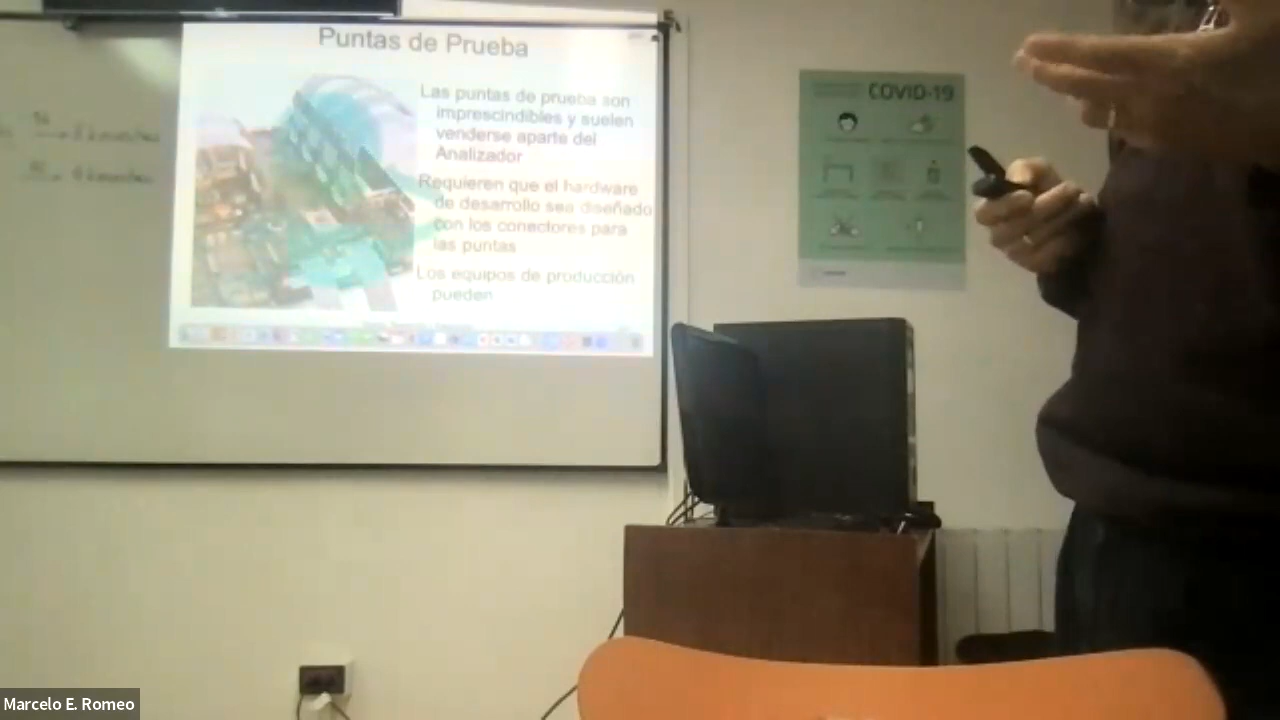 Puntas de Prueba
Las puntas de prueba son
imprescindibles y suelen
venderse aparte del
Analizador
Requieren que el hardware
de desarrollo sea diseñado
con los conectores para
las puntas
Los equipos de producción
pueden
COVID-19
Marcelo E. Romeo